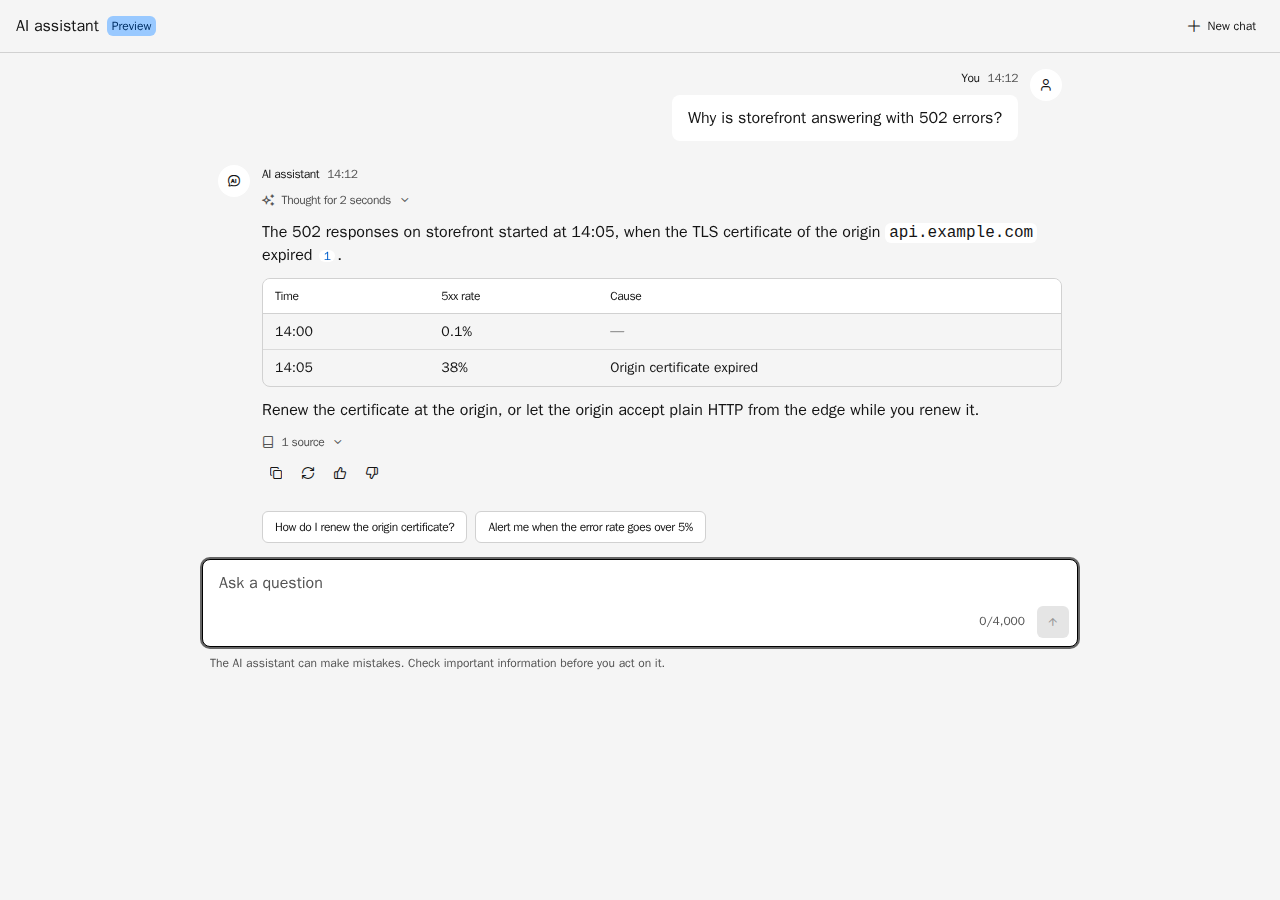 AI assistant Preview
New chat
You 14:12
Why is storefront answering with 502 errors?
AI
AI assistant 14:12
Thought for 2 seconds
The 502 responses on storefront started at 14:05, when the TLS certificate of the origin api.example.com
expired 1 .
Time 5xx rate Cause
14:00 0.1% —
14:05 38% Origin certificate expired
Renew the certificate at the origin, or let the origin accept plain HTTP from the edge while you renew it.
1 source
How do I renew the origin certificate? Alert me when the error rate goes over 5%
Ask a question
0/4,000
The AI assistant can make mistakes. Check important information before you act on it.